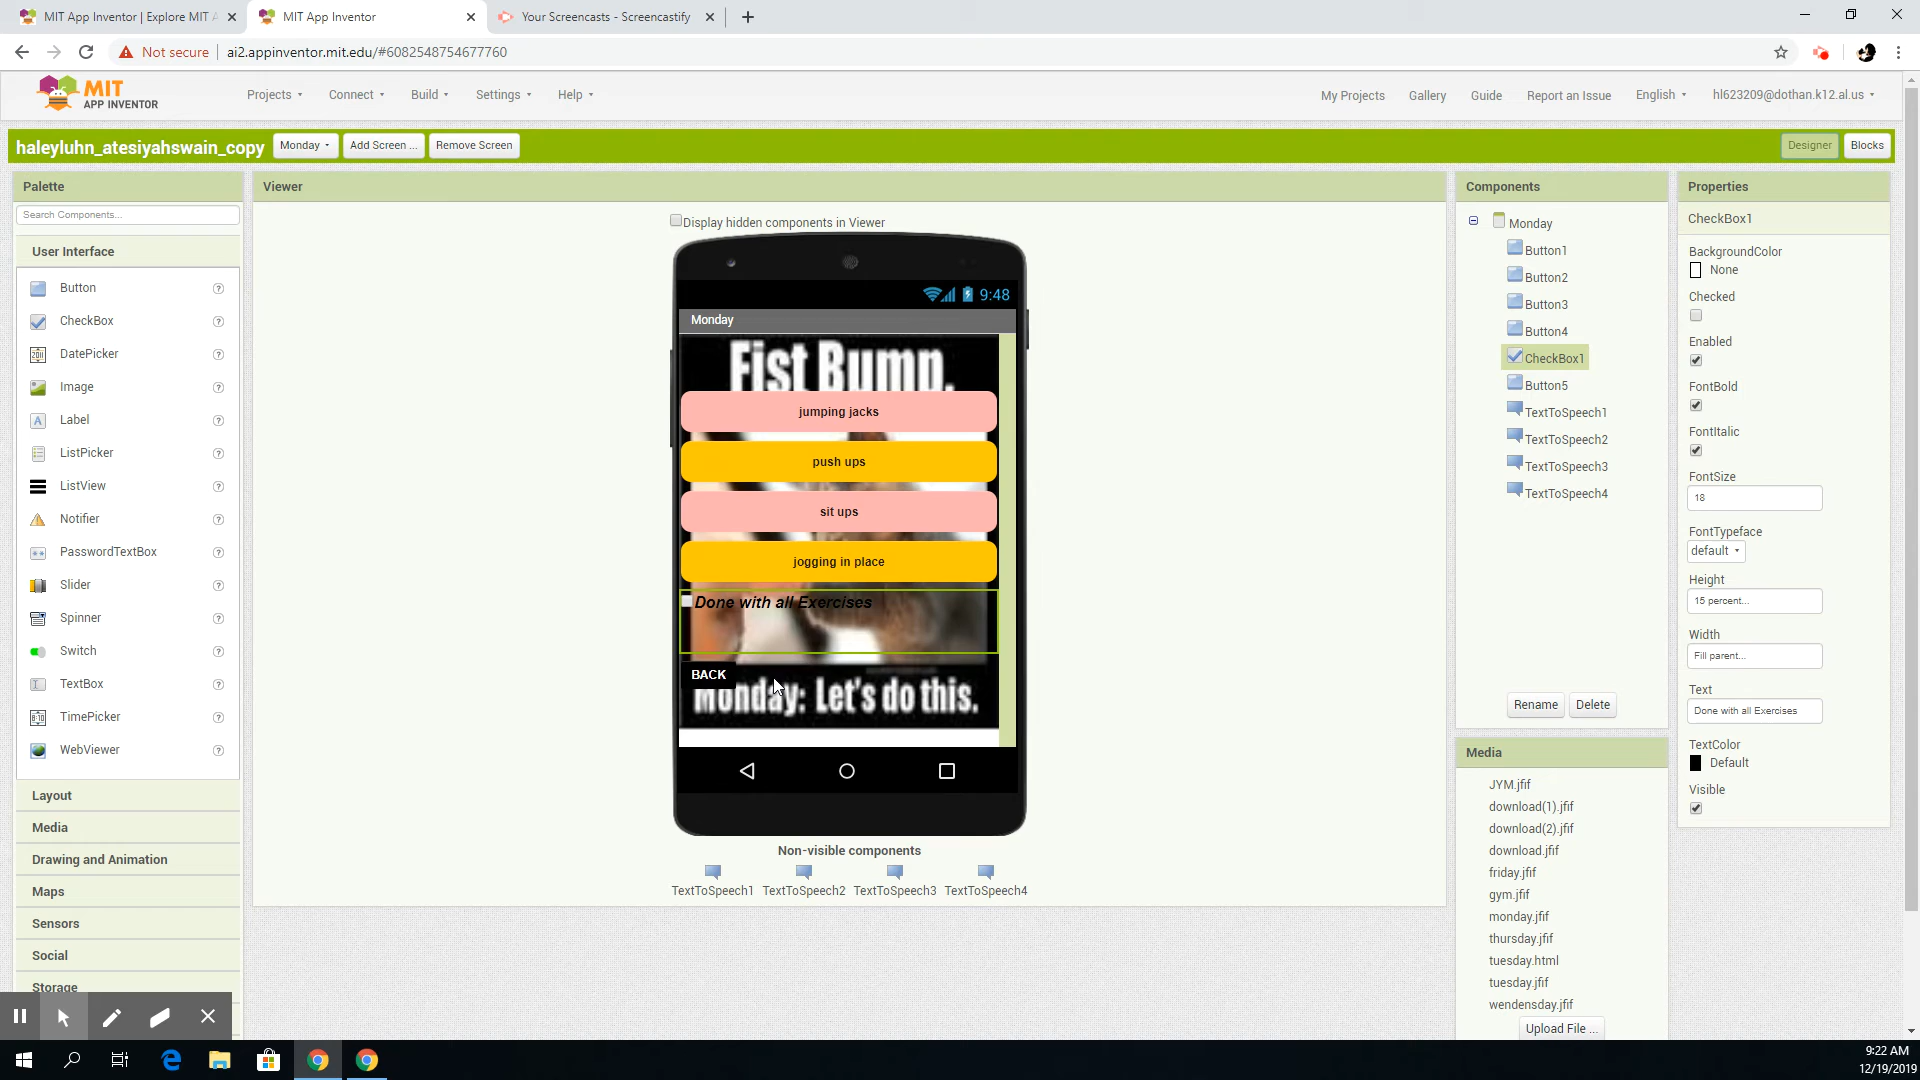 MIT App Inventor | Explore MIT A
MIT App Inventor
Your Screencasts - Screencastify
Not secure
ai2.appinventor.mit.edu/#6082548754677760
MIT
APP INVENTOR
Projects
Connect
Build
Settings
Help
My Projects
Gallery
Guide
Report an Issue
English
hl623209@dothan.k12.al.us
haleyluhn_atesiyahswain_copy
Monday
Add Screen ...
Remove Screen
Designer
Blocks
Palette
Search Components...
User Interface
Button
CheckBox
DatePicker
Image
Label
ListPicker
ListView
Notifier
PasswordTextBox
Slider
Spinner
Switch
TextBox
TimePicker
WebViewer
Layout
Media
Drawing and Animation
Maps
Sensors
Social
Storage
Viewer
Display hidden components in Viewer
9:48
Monday
Fist Bump.
jumping jacks
push ups
sit ups
jogging in place
Done with all Exercises
BACK
Monday: Let's do this.
Non-visible components
TextToSpeech1
TextToSpeech2
TextToSpeech3
TextToSpeech4
Components
Monday
Button1
Button2
Button3
Button4
CheckBox1
Button5
TextToSpeech1
TextToSpeech2
TextToSpeech3
TextToSpeech4
Rename
Delete
Media
JYM.jfif
download(1).jfif
download(2).jfif
download.jfif
friday.jfif
gym.jfif
monday.jfif
thursday.jfif
tuesday.html
tuesday.jfif
wendensday.jfif
Upload File ...
Properties
CheckBox1
BackgroundColor
None
Checked
Enabled
FontBold
FontItalic
FontSize
18
FontTypeface
default
Height
15 percent...
Width
Fill parent...
Text
Done with all Exercises
TextColor
Default
Visible
9:22 AM
12/19/2019